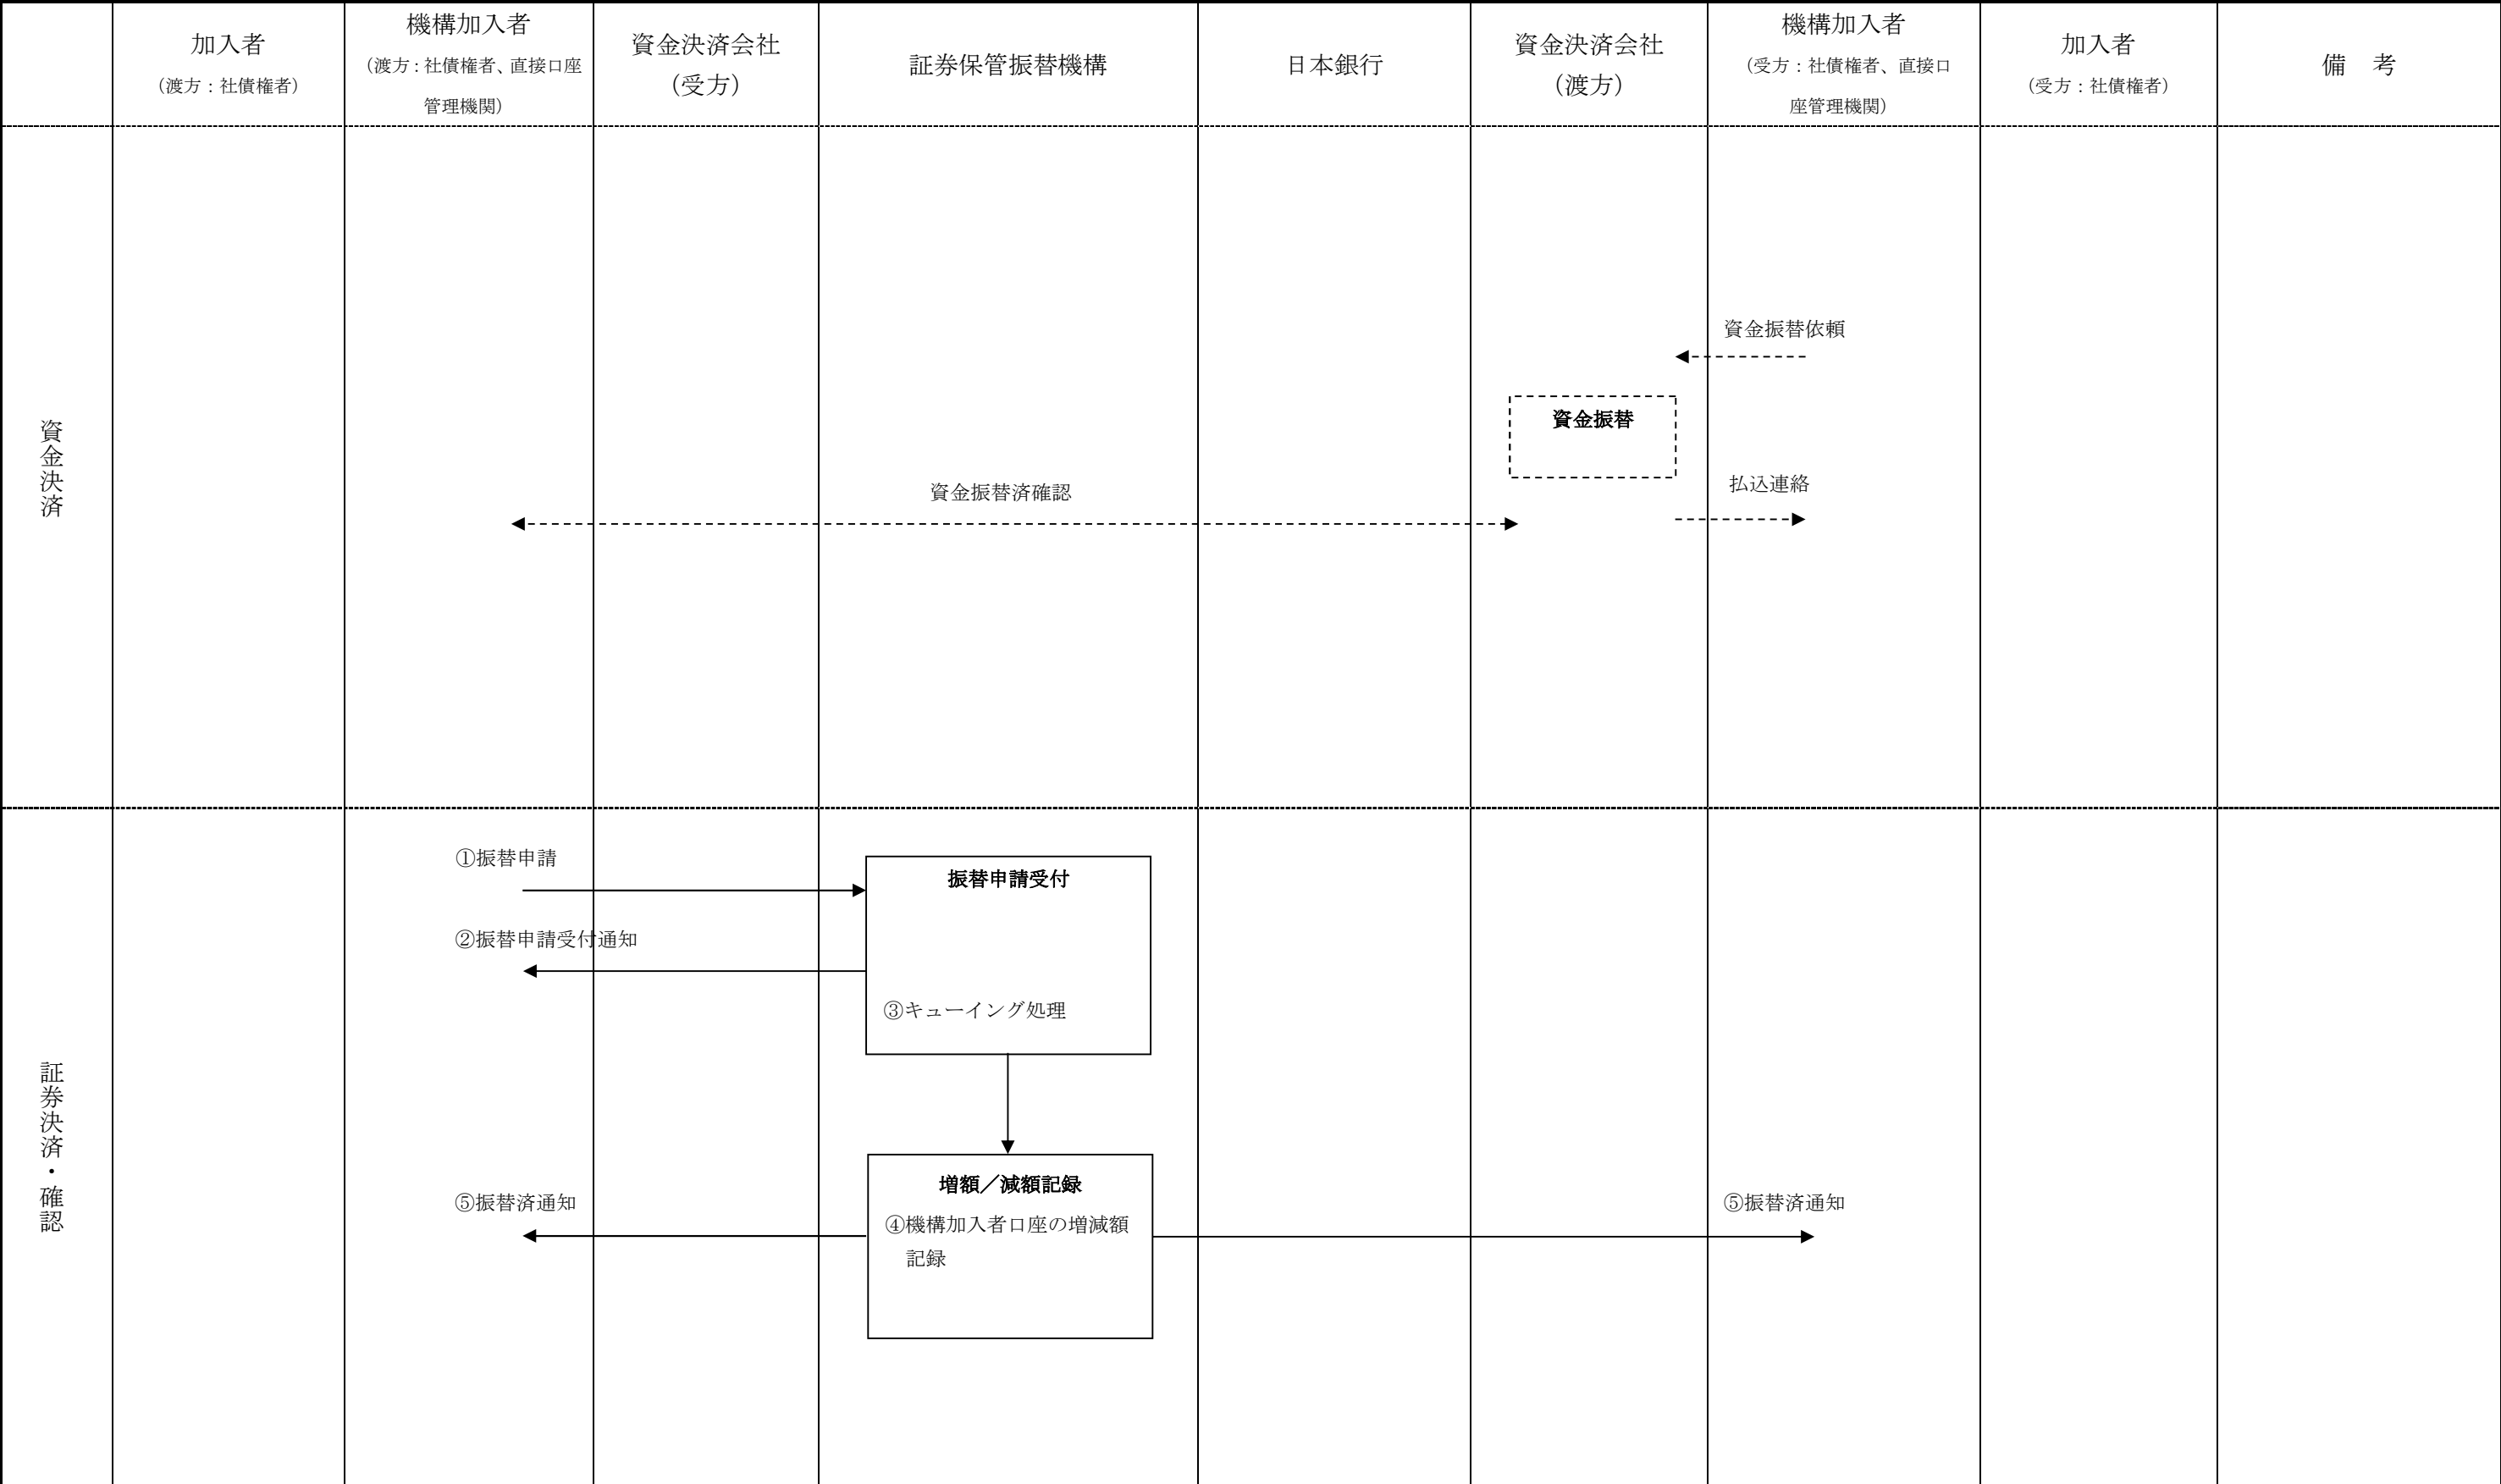 加入者
(渡方：社債権者)
機構加入者
(渡方：社債権者、直接口座
管理機関)
資金決済会社
(受方)
証券保管振替機構
日本銀行
資金決済会社
(渡方)
機構加入者
(受方：社債権者、直接口
座管理機関)
加入者
(受方：社債権者)
備　考
資金決済
資金振替依頼
資金振替
払込連絡
資金振替済確認
証券決済・確認
①振替申請
振替申請受付
②振替申請受付通知
③キューイング処理
増額／減額記録
④機構加入者口座の増減額
記録
⑤振替済通知
⑤振替済通知